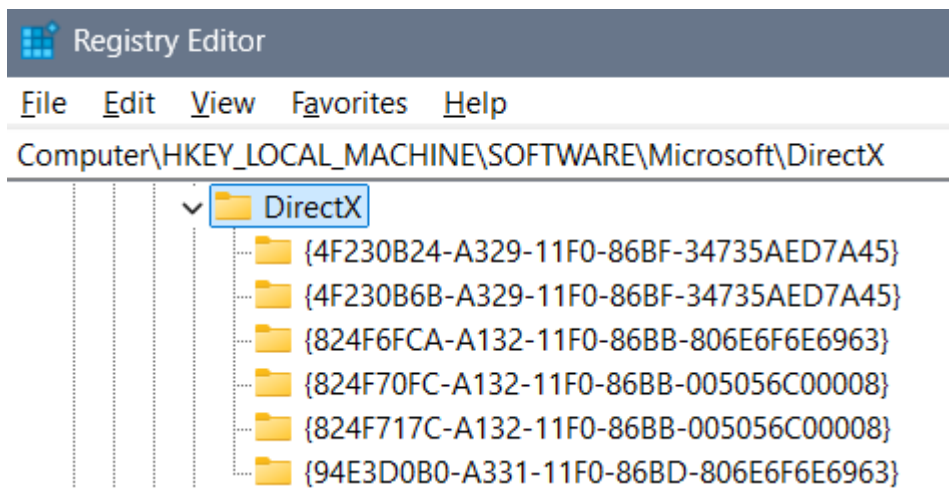 Registry Editor
File Edit View Favorites Help
Computer\HKEY_LOCAL_MACHINE\SOFTWARE\Microsoft\DirectX
DirectX
{4F230B24-A329-11F0-86BF-34735AED7A45}
{4F230B6B-A329-11F0-86BF-34735AED7A45}
{824F6FCA-A132-11F0-86BB-806E6F6E6963}
{824F70FC-A132-11F0-86BB-005056C00008}
{824F717C-A132-11F0-86BB-005056C00008}
{94E3D0B0-A331-11F0-86BD-806E6F6E6963}